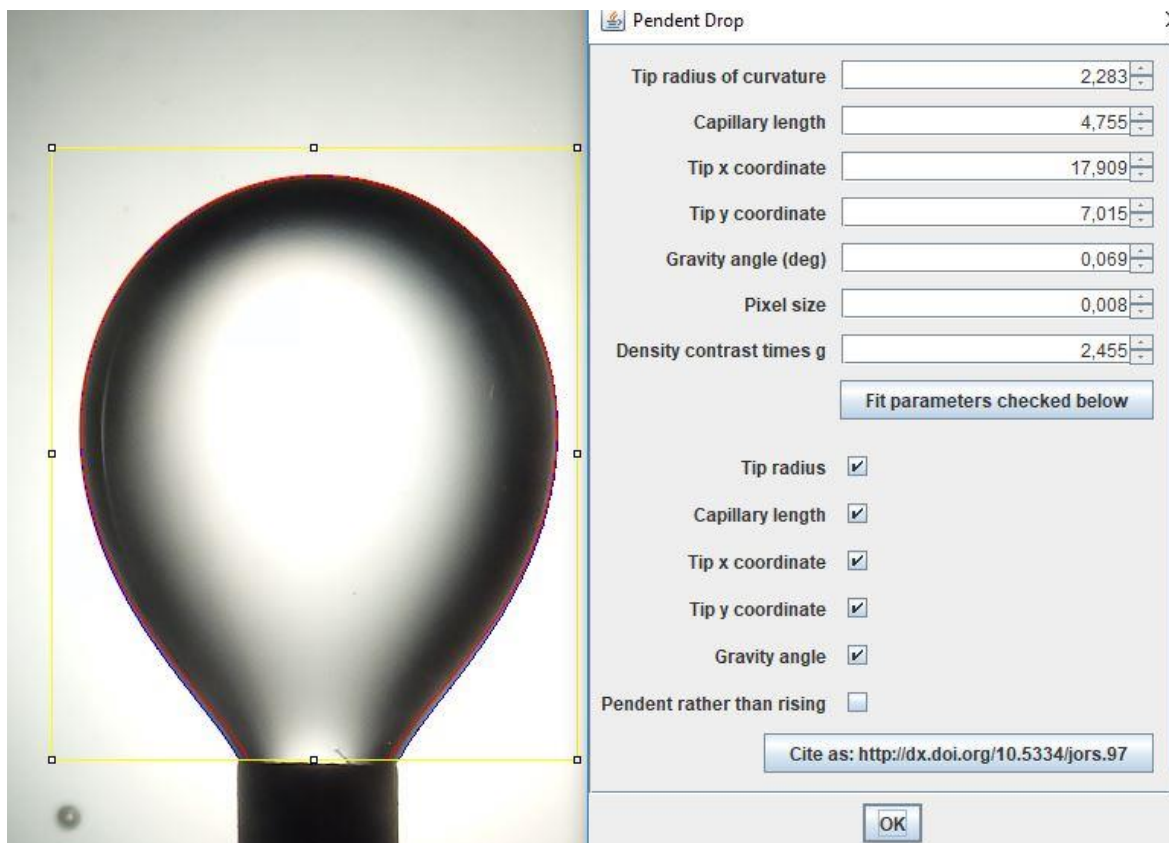 Pendent Drop
Tip radius of curvature 2,283
Capillary length 4,755
Tip x coordinate 17,909
Tip y coordinate 7,015
Gravity angle (deg) 0,069
Pixel size 0,008
Density contrast times g 2,455
Fit parameters checked below
Tip radius
Capillary length
Tip x coordinate
Tip y coordinate
Gravity angle
Pendent rather than rising
Cite as: http://dx.doi.org/10.5334/jors.97
OK